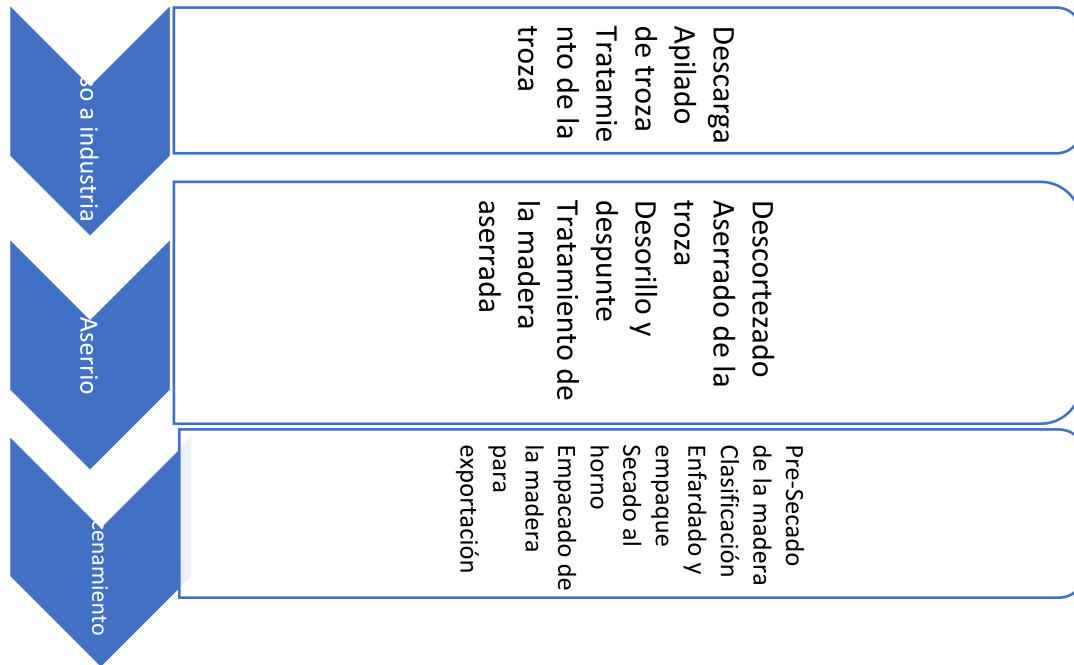 a industria
Descarga
Apilado
de troza
Tratamie
nto de la
troza
Aserrio
Descortezado
Aserrado de la
troza
Desorillo y
despunte
Tratamiento de
la madera
aserrada
cenamiento
Pre-Secado
de la madera
Clasificación
Enfardado y
empaque
Secado al
horno
Empacado de
la madera
para
exportación